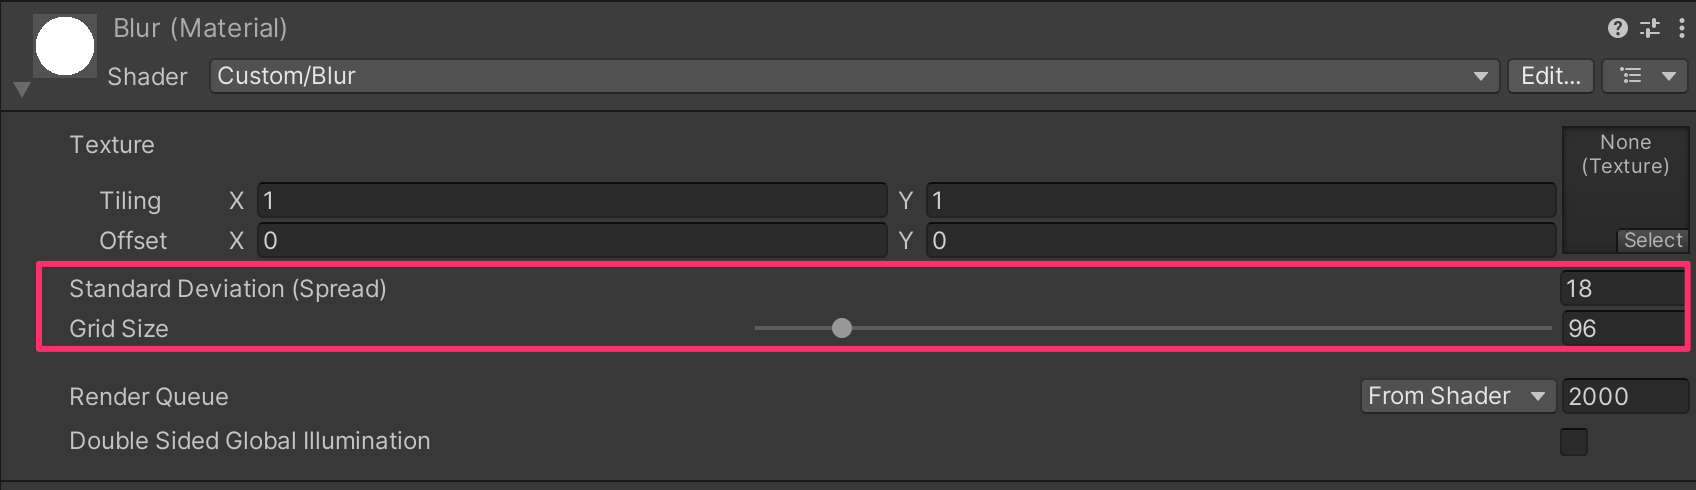 Blur (Material)
Shader Custom/Blur Edit...
Texture
None
(Texture)
Tiling X 1 Y 1
Offset X 0 Y 0
Select
Standard Deviation (Spread) 18
Grid Size 96
Render Queue From Shader 2000
Double Sided Global Illumination